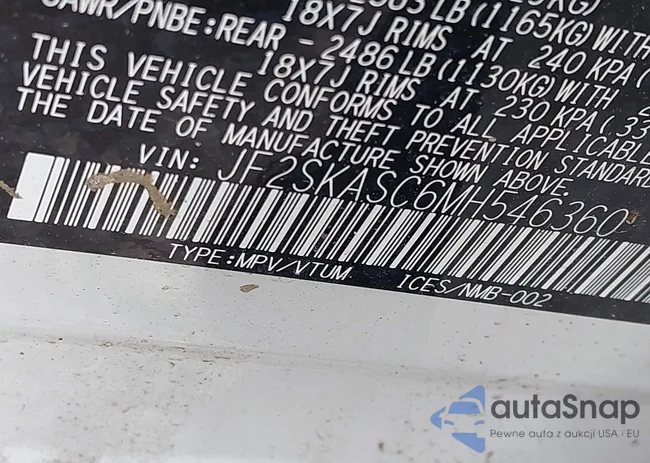 GAWR/PNBE:REAR - 2486 LB(1130KG)WITH
18X7J RIMS AT 240 KPA(
18X7J RIMS AT 230 KPA(33
THIS VEHICLE CONFORMS TO ALL APPLICABLE
VEHICLE SAFETY AND THEFT PREVENTION STANDARD
THE DATE OF MANUFACTURE SHOWN ABOVE.
VIN: JF2SKASC6MH546360
TYPE:MPV/VTUM ICES/NMB-002
autaSnap
Pewne auta z aukcji USA i EU